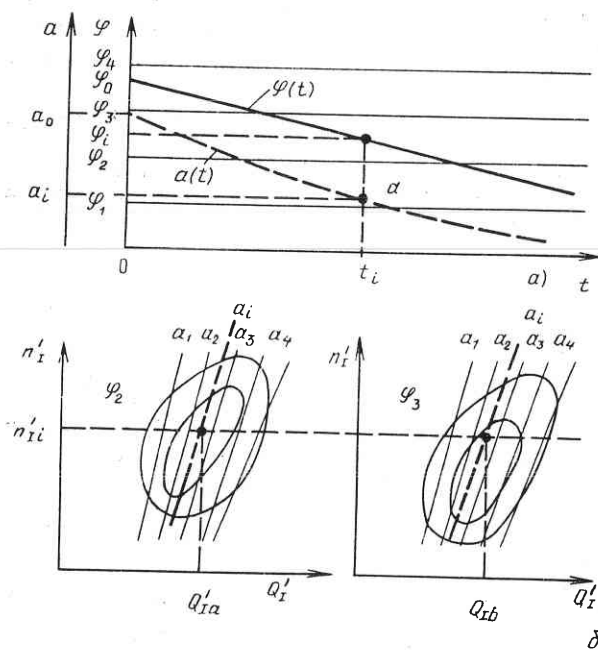 a φ
φ4
φ0
φ(t)
a0 φ3
φi
φ2
a(t) a
ai φ1
0 ti а) t
ai
n'I a1 a2 a3 a4
φ2
n'Ii
Q'Ia Q'I
ai
n'I a1 a2 a3 a4
φ3
QIb Q'I
б